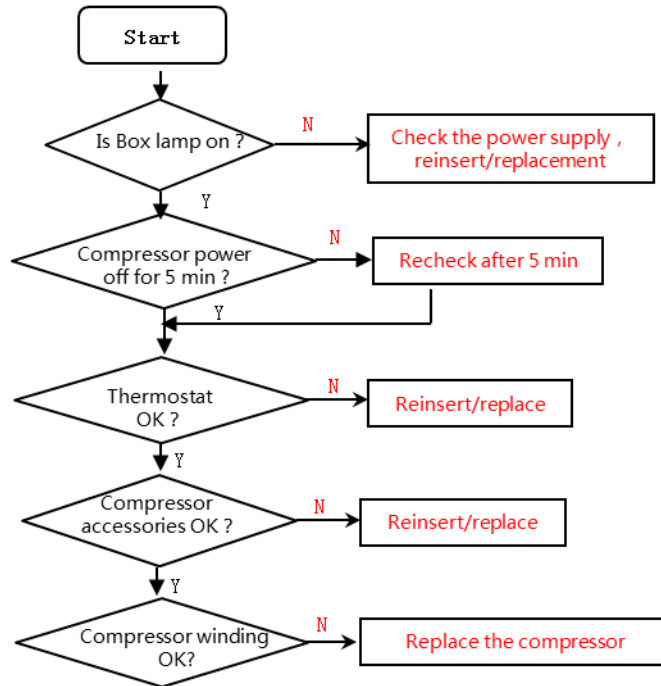 Start
Is Box lamp on ?
N
Check the power supply ,
reinsert/replacement
Y
Compressor power
off for 5 min ?
N
Recheck after 5 min
Y
Thermostat
OK ?
N
Reinsert/replace
Y
Compressor
accessories OK ?
N
Reinsert/replace
Y
Compressor winding
OK?
N
Replace the compressor